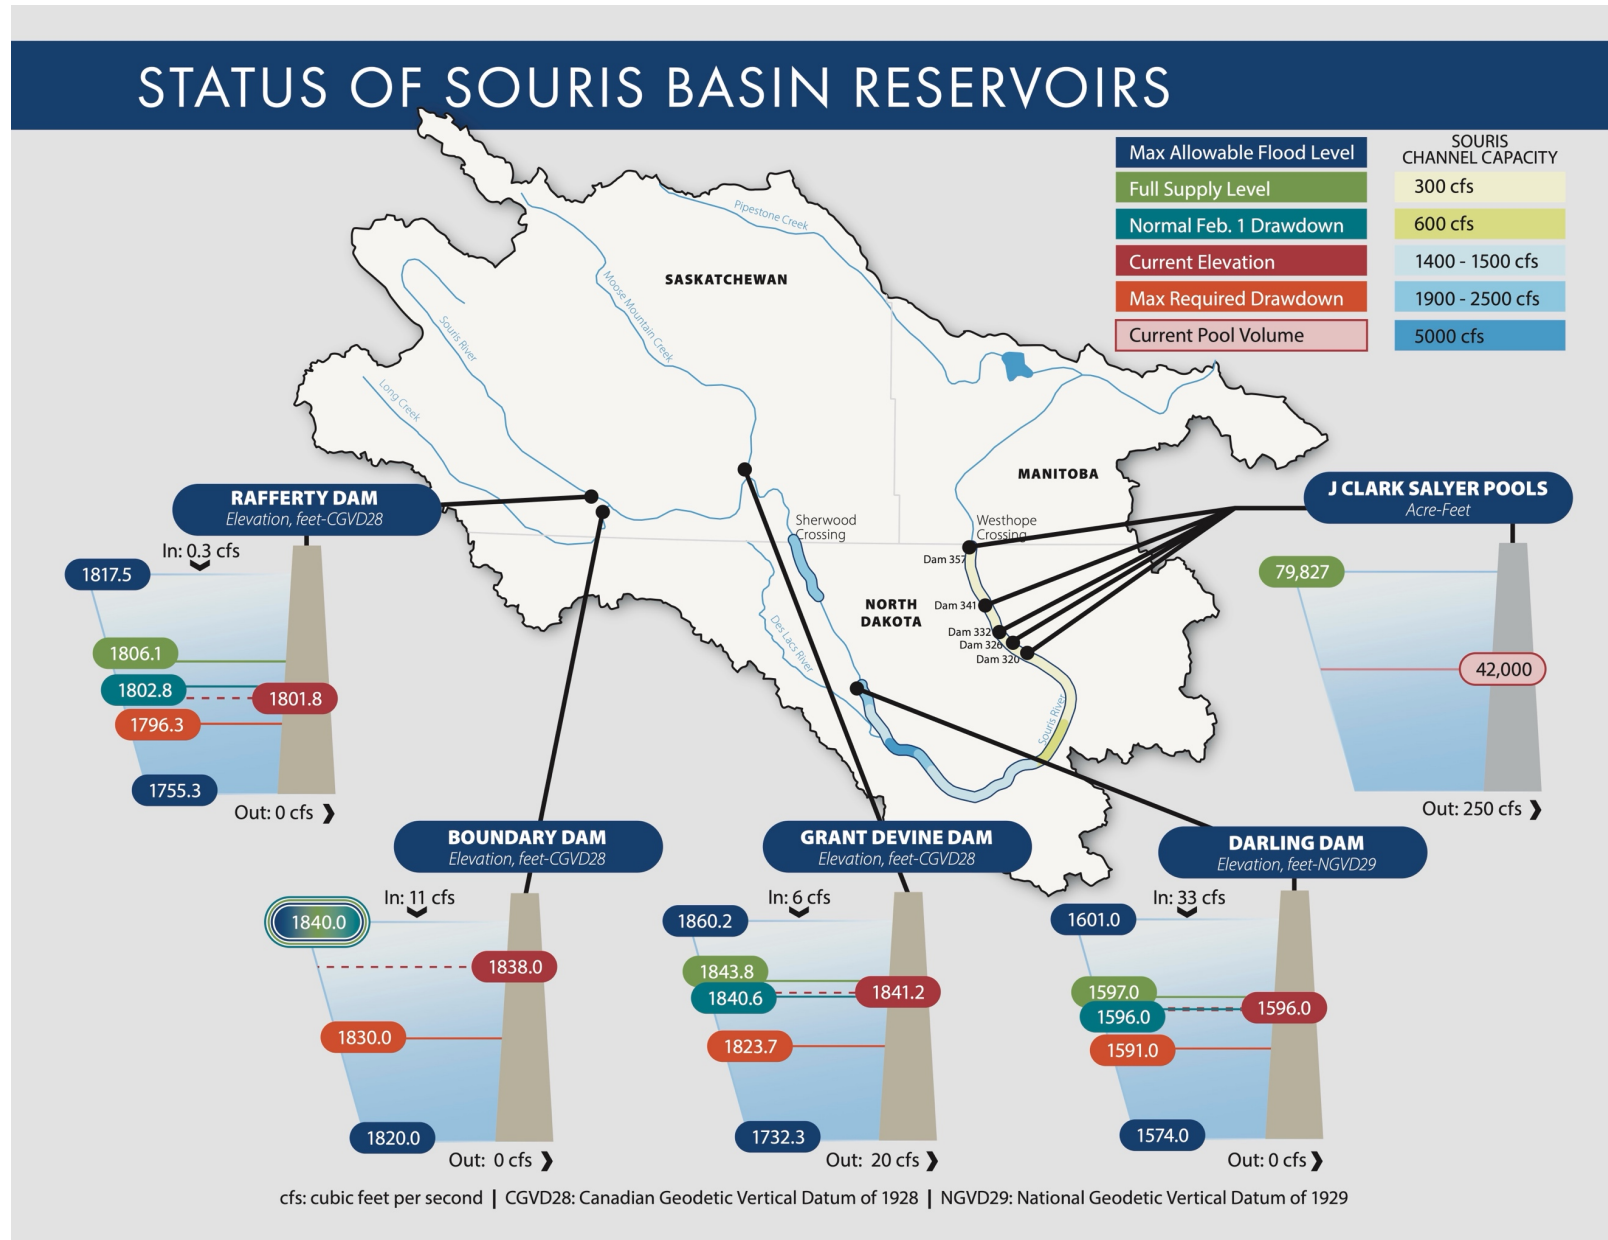 STATUS OF SOURIS BASIN RESERVOIRS
Max Allowable Flood Level
Full Supply Level
Normal Feb. 1 Drawdown
Current Elevation
Max Required Drawdown
Current Pool Volume
SOURIS
CHANNEL CAPACITY
300 cfs
600 cfs
1400 - 1500 cfs
1900 - 2500 cfs
5000 cfs
Pipestone Creek
SASKATCHEWAN
Moose Mountain Creek
Souris River
Long Creek
MANITOBA
Sherwood
Crossing
Westhope
Crossing
Dam 357
NORTH
DAKOTA
Dam 341
Dam 332
Dam 326
Dam 320
Des Lacs River
Souris River
RAFFERTY DAM
Elevation, feet-CGVD28
In: 0.3 cfs
1817.5
1806.1
1802.8
1801.8
1796.3
1755.3
Out: 0 cfs
J CLARK SALYER POOLS
Acre-Feet
79,827
42,000
Out: 250 cfs
BOUNDARY DAM
Elevation, feet-CGVD28
In: 11 cfs
1840.0
1838.0
1830.0
1820.0
Out: 0 cfs
GRANT DEVINE DAM
Elevation, feet-CGVD28
In: 6 cfs
1860.2
1843.8
1840.6
1841.2
1823.7
1732.3
Out: 20 cfs
DARLING DAM
Elevation, feet-NGVD29
In: 33 cfs
1601.0
1597.0
1596.0
1596.0
1591.0
1574.0
Out: 0 cfs
cfs: cubic feet per second | CGVD28: Canadian Geodetic Vertical Datum of 1928 | NGVD29: National Geodetic Vertical Datum of 1929